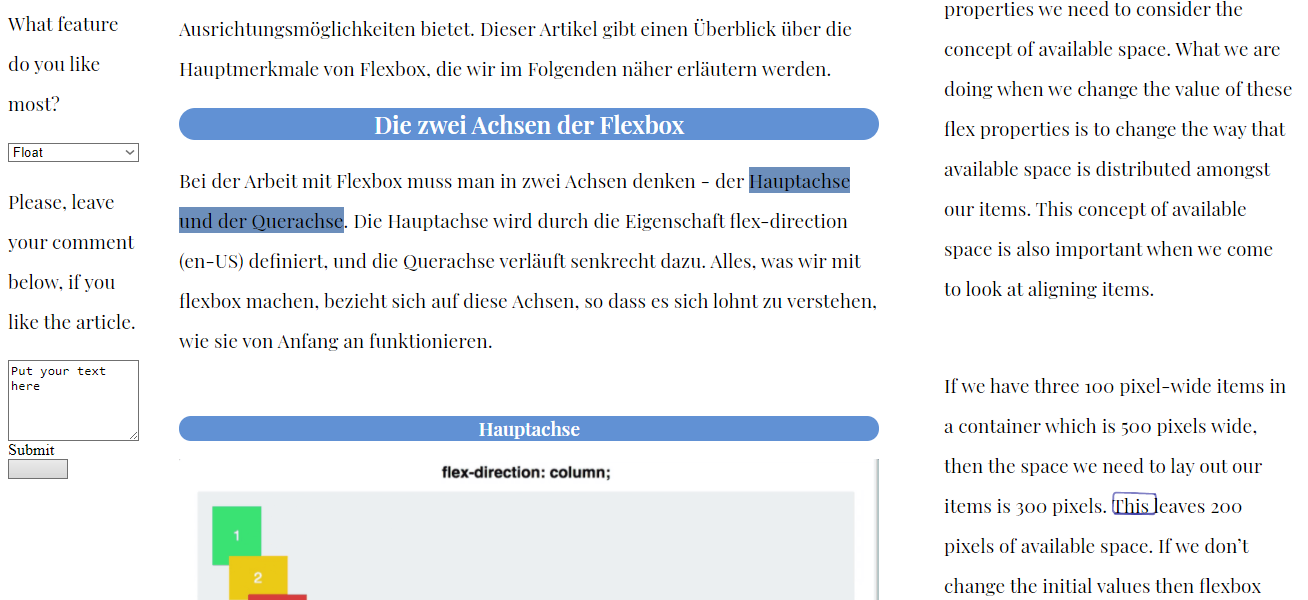 What feature
do you like
most?
Float
Please, leave
your comment
below, if you
like the article.
Put your text
here
Submit
Ausrichtungsmöglichkeiten bietet. Dieser Artikel gibt einen Überblick über die
Hauptmerkmale von Flexbox, die wir im Folgenden näher erläutern werden.
Die zwei Achsen der Flexbox
Bei der Arbeit mit Flexbox muss man in zwei Achsen denken - der Hauptachse
und der Querachse. Die Hauptachse wird durch die Eigenschaft flex-direction
(en-US) definiert, und die Querachse verläuft senkrecht dazu. Alles, was wir mit
flexbox machen, bezieht sich auf diese Achsen, so dass es sich lohnt zu verstehen,
wie sie von Anfang an funktionieren.
Hauptachse
flex-direction: column;
1
2
properties we need to consider the
concept of available space. What we are
doing when we change the value of these
flex properties is to change the way that
available space is distributed amongst
our items. This concept of available
space is also important when we come
to look at aligning items.
If we have three 100 pixel-wide items in
a container which is 500 pixels wide,
then the space we need to lay out our
items is 300 pixels. This leaves 200
pixels of available space. If we don’t
change the initial values then flexbox